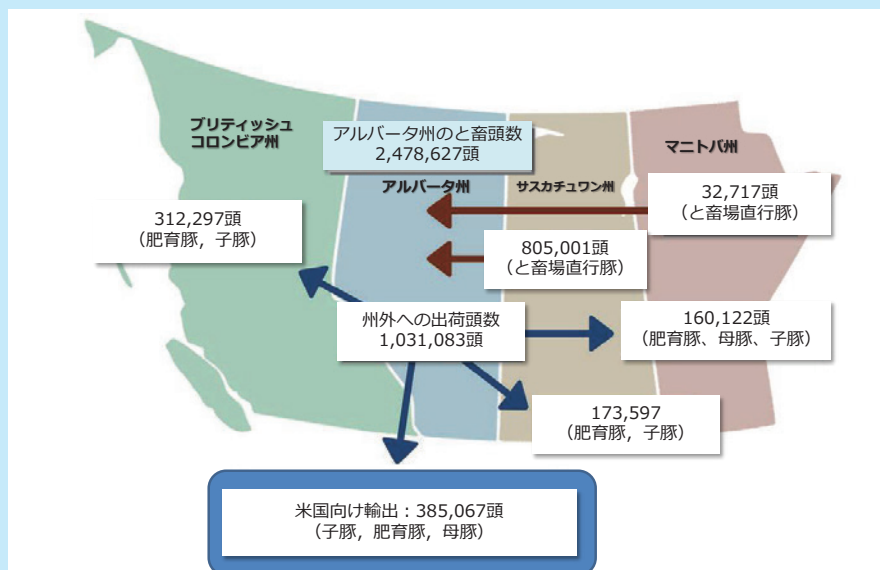 ブリティッシュ
コロンビア州
アルバータ州のと畜頭数
2,478,627頭
マニトバ州
アルバータ州
サスカチュワン州
32,717頭
（と畜場直行豚）
312,297頭
（肥育豚，子豚）
805,001頭
（と畜場直行豚）
州外への出荷頭数
1,031,083頭
160,122頭
（肥育豚、母豚、子豚）
173,597
（肥育豚，子豚）
米国向け輸出：385,067頭
（子豚，肥育豚，母豚）